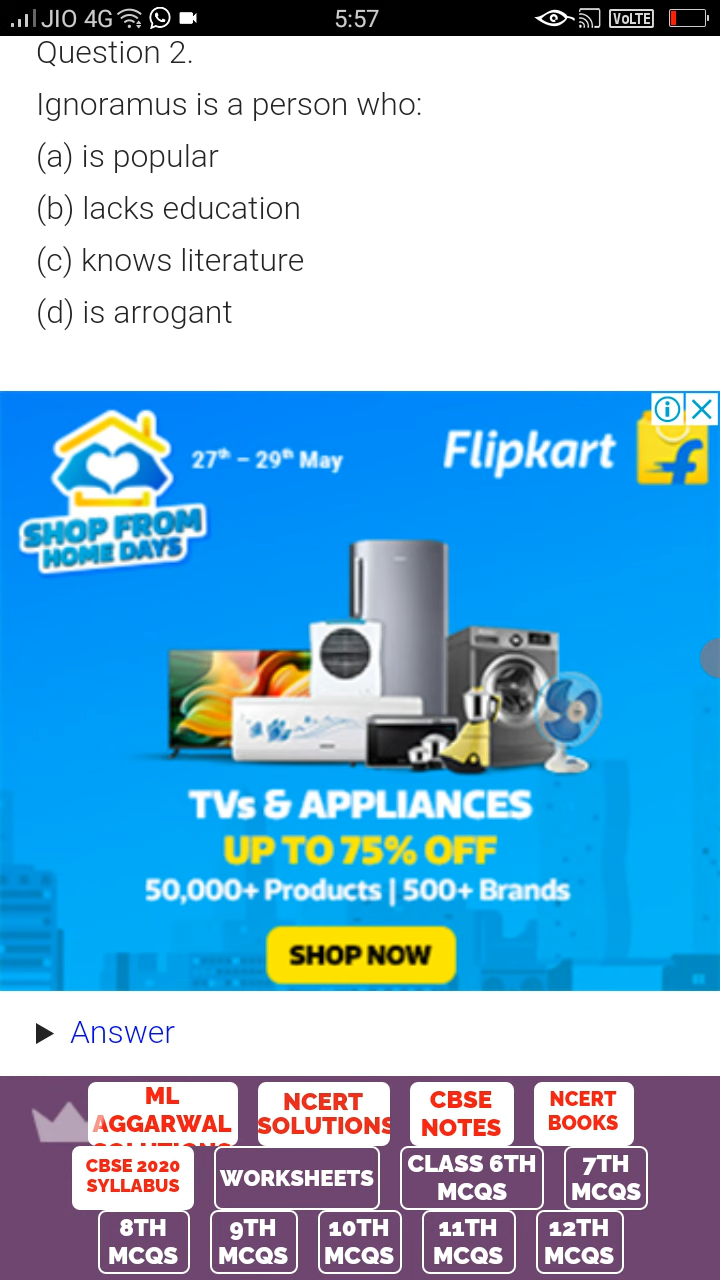 JIO 4G 5:57 VoLTE
Question 2.
Ignoramus is a person who:
(a) is popular
(b) lacks education
(c) knows literature
(d) is arrogant
27th – 29th May
Flipkart
SHOP FROM
HOME DAYS
TVs & APPLIANCES
UP TO 75% OFF
50,000+ Products | 500+ Brands
SHOP NOW
Answer
ML
AGGARWAL
SOLUTIONS
NCERT
SOLUTIONS
CBSE
NOTES
NCERT
BOOKS
CBSE 2020
SYLLABUS
WORKSHEETS
CLASS 6TH
MCQS
7TH
MCQS
8TH
MCQS
9TH
MCQS
10TH
MCQS
11TH
MCQS
12TH
MCQS